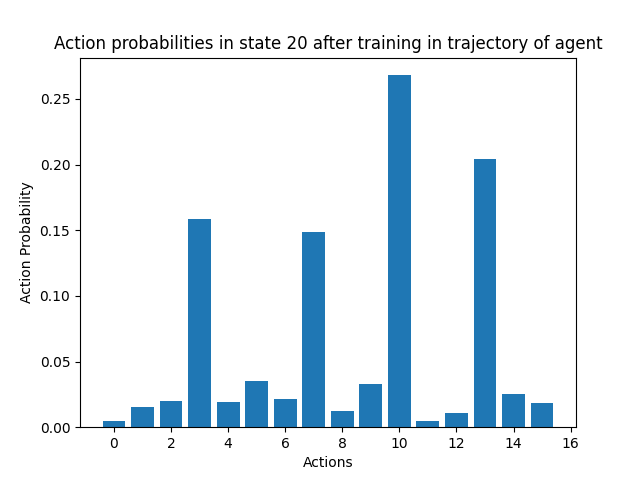 Action probabilities in state 20 after training in trajectory of agent
0.25
0.20
0.15
0.10
0.05
0.00
Action Probability
0 2 4 6 8 10 12 14 16
Actions